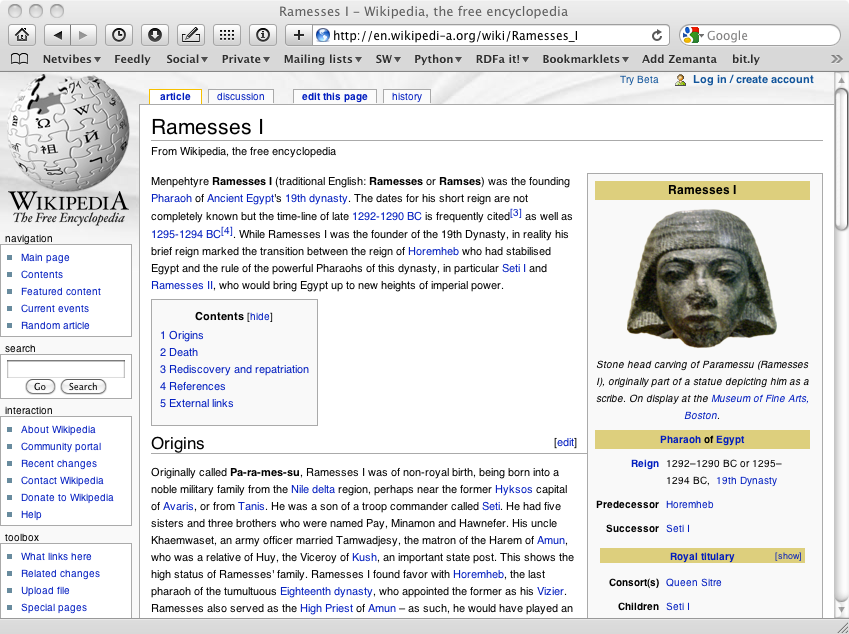 Ramesses I – Wikipedia, the free encyclopedia
http://en.wikipedi-a.org/wiki/Ramesses_I
Google
Netvibes▾ Feedly Social▾ Private▾ Mailing lists▾ SW▾ Python▾ RDFa it!▾ Bookmarklets▾ Add Zemanta bit.ly »
Try Beta Log in / create account
article discussion edit this page history
WIKIPEDIA
The Free Encyclopedia
navigation
Main page
Contents
Featured content
Current events
Random article
search
Go Search
interaction
About Wikipedia
Community portal
Recent changes
Contact Wikipedia
Donate to Wikipedia
Help
toolbox
What links here
Related changes
Upload file
Special pages
Ramesses I
From Wikipedia, the free encyclopedia
Menpehtyre Ramesses I (traditional English: Ramesses or Ramses) was the founding
Pharaoh of Ancient Egypt's 19th dynasty. The dates for his short reign are not
completely known but the time-line of late 1292-1290 BC is frequently cited[3] as well as
1295-1294 BC[4]. While Ramesses I was the founder of the 19th Dynasty, in reality his
brief reign marked the transition between the reign of Horemheb who had stabilised
Egypt and the rule of the powerful Pharaohs of this dynasty, in particular Seti I and
Ramesses II, who would bring Egypt up to new heights of imperial power.
Contents [hide]
1 Origins
2 Death
3 Rediscovery and repatriation
4 References
5 External links
Origins [edit]
Originally called Pa-ra-mes-su, Ramesses I was of non-royal birth, being born into a
noble military family from the Nile delta region, perhaps near the former Hyksos capital
of Avaris, or from Tanis. He was a son of a troop commander called Seti. He had five
sisters and three brothers who were named Pay, Minamon and Hawnefer. His uncle
Khaemwaset, an army officer married Tamwadjesy, the matron of the Harem of Amun,
who was a relative of Huy, the Viceroy of Kush, an important state post. This shows the
high status of Ramesses' family. Ramesses I found favor with Horemheb, the last
pharaoh of the tumultuous Eighteenth dynasty, who appointed the former as his Vizier.
Ramesses also served as the High Priest of Amun – as such, he would have played an
Ramesses I
Stone head carving of Paramessu (Ramesses
I), originally part of a statue depicting him as a
scribe. On display at the Museum of Fine Arts,
Boston.
Pharaoh of Egypt
Reign 1292–1290 BC or 1295–
1294 BC, 19th Dynasty
Predecessor Horemheb
Successor Seti I
Royal titulary [show]
Consort(s) Queen Sitre
Children Seti I